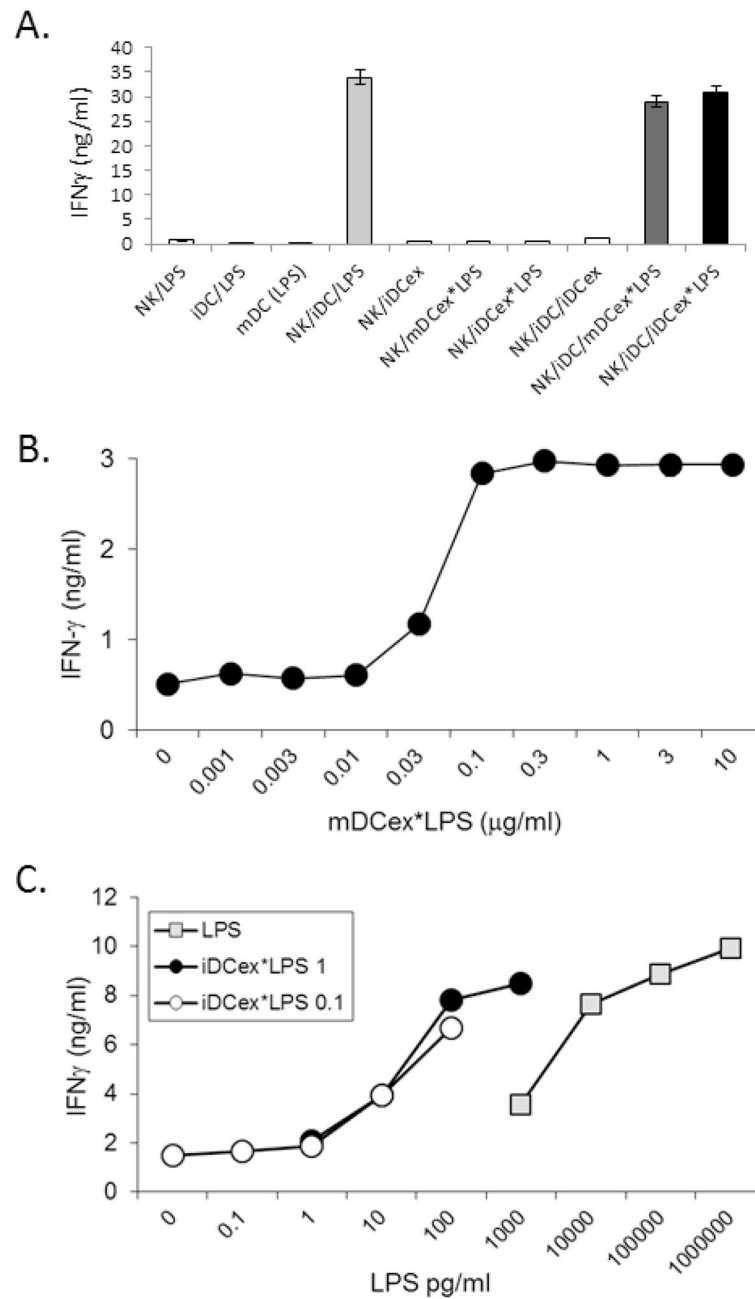 A.
IFNγ (ng/ml)
40
35
30
25
20
15
10
5
0
NK/LPS
iDC/LPS
mDC (LPS)
NK/iDC/LPS
NK/iDCex
NK/mDCex*LPS
NK/iDCex*LPS
NK/iDC/iDCex
NK/iDC/mDCex*LPS
NK/iDC/iDCex*LPS
B.
IFN-γ (ng/ml)
3
2
1
0
0
0.001
0.003
0.01
0.03
0.1
0.3
1
3
10
mDCex*LPS (μg/ml)
C.
IFNγ (ng/ml)
12
10
8
6
4
2
0
LPS
iDCex*LPS 1
iDCex*LPS 0.1
0
0.1
1
10
100
1000
10000
100000
1000000
LPS pg/ml